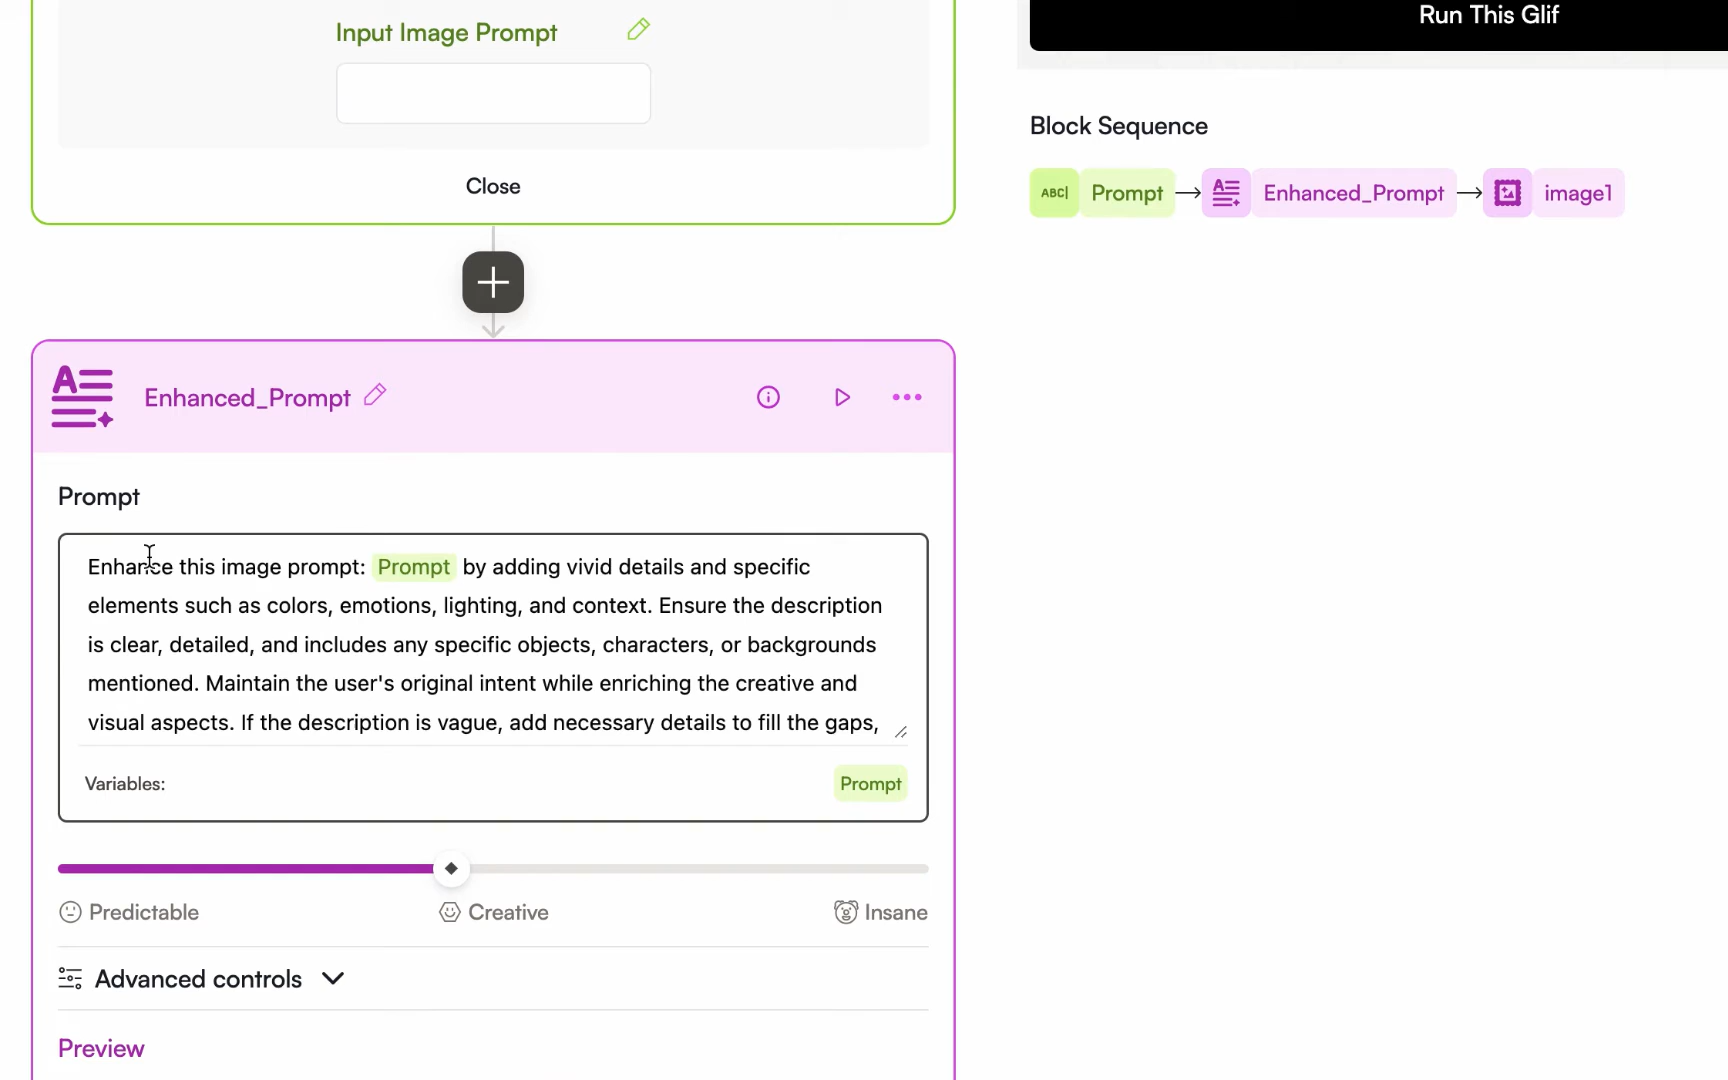 Input Image Prompt
Close
Run This Glif
Block Sequence
ABC| Prompt Enhanced_Prompt image1
Enhanced_Prompt
Prompt
Enhance this image prompt: Prompt by adding vivid details and specific
elements such as colors, emotions, lighting, and context. Ensure the description
is clear, detailed, and includes any specific objects, characters, or backgrounds
mentioned. Maintain the user's original intent while enriching the creative and
visual aspects. If the description is vague, add necessary details to fill the gaps,
Variables: Prompt
Predictable Creative Insane
Advanced controls
Preview